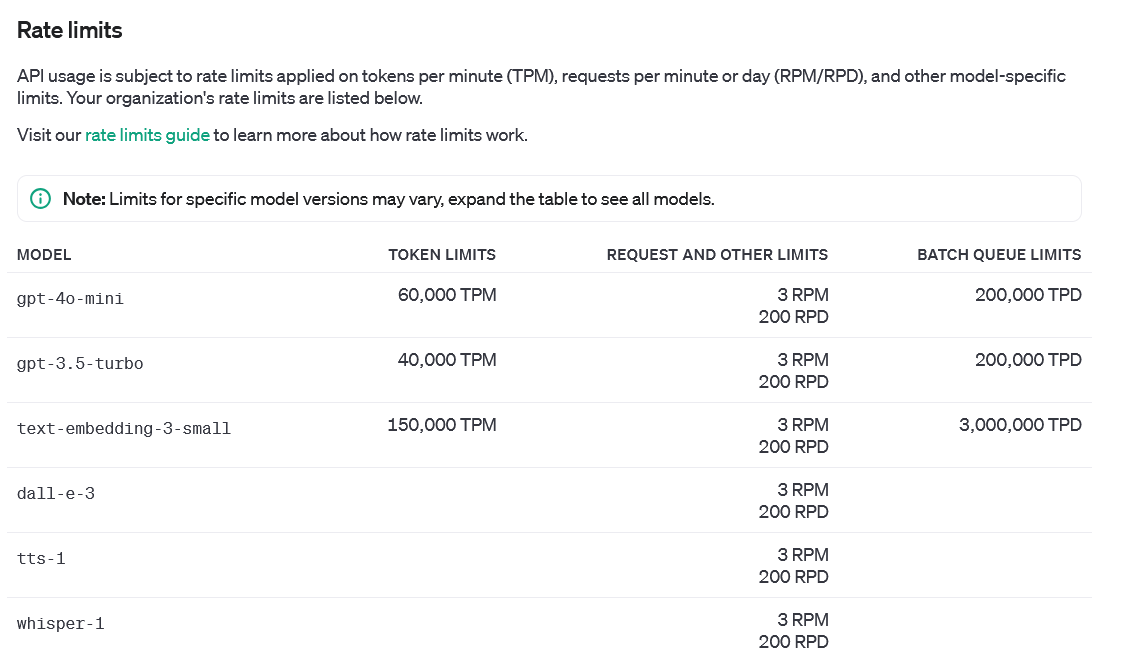 Rate limits
API usage is subject to rate limits applied on tokens per minute (TPM), requests per minute or day (RPM/RPD), and other model-specific
limits. Your organization's rate limits are listed below.
Visit our rate limits guide to learn more about how rate limits work.
Note: Limits for specific model versions may vary, expand the table to see all models.
MODEL TOKEN LIMITS REQUEST AND OTHER LIMITS BATCH QUEUE LIMITS
gpt-4o-mini 60,000 TPM 3 RPM 200,000 TPD
200 RPD
gpt-3.5-turbo 40,000 TPM 3 RPM 200,000 TPD
200 RPD
text-embedding-3-small 150,000 TPM 3 RPM 3,000,000 TPD
200 RPD
dall-e-3 3 RPM
200 RPD
tts-1 3 RPM
200 RPD
whisper-1 3 RPM
200 RPD